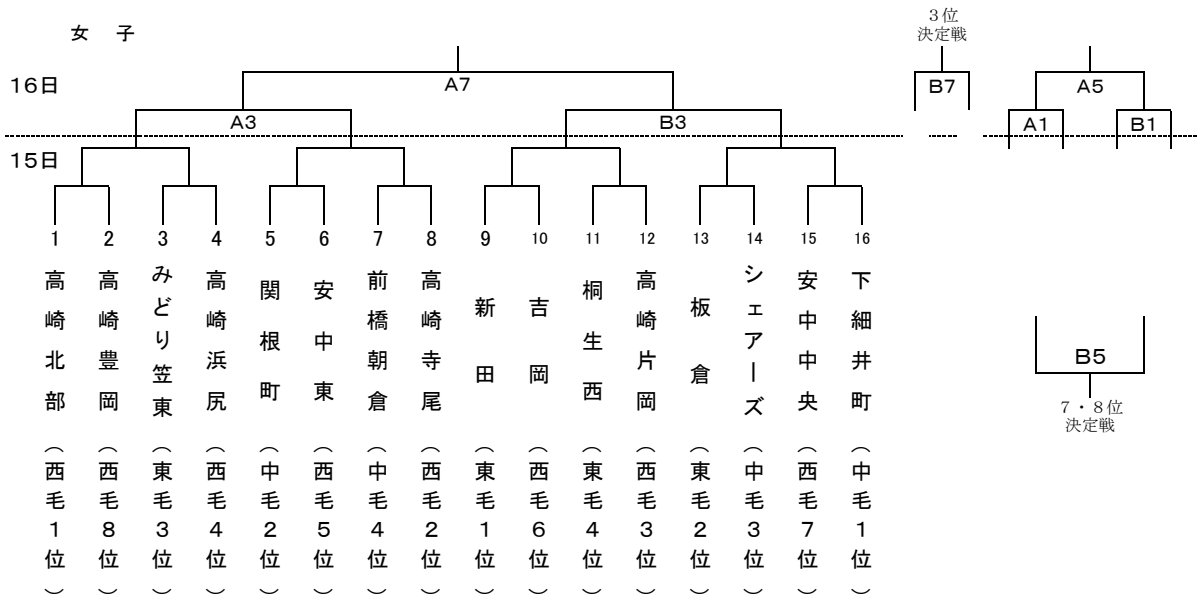 女　子
３位
決定戦
16日
A7
B7
A5
A3
B3
A1
B1
15日
1
2
3
4
5
6
7
8
9
10
11
12
13
14
15
16
高崎北部（西毛１位）
高崎豊岡（西毛８位）
みどり笠東（東毛３位）
高崎浜尻（西毛４位）
関根町（中毛２位）
安中東（西毛５位）
前橋朝倉（中毛４位）
高崎寺尾（西毛２位）
新田（東毛１位）
吉岡（西毛６位）
桐生西（東毛４位）
高崎片岡（西毛３位）
板倉（東毛２位）
シェアーズ（中毛３位）
安中中央（西毛７位）
下細井町（中毛１位）
B5
７・８位
決定戦